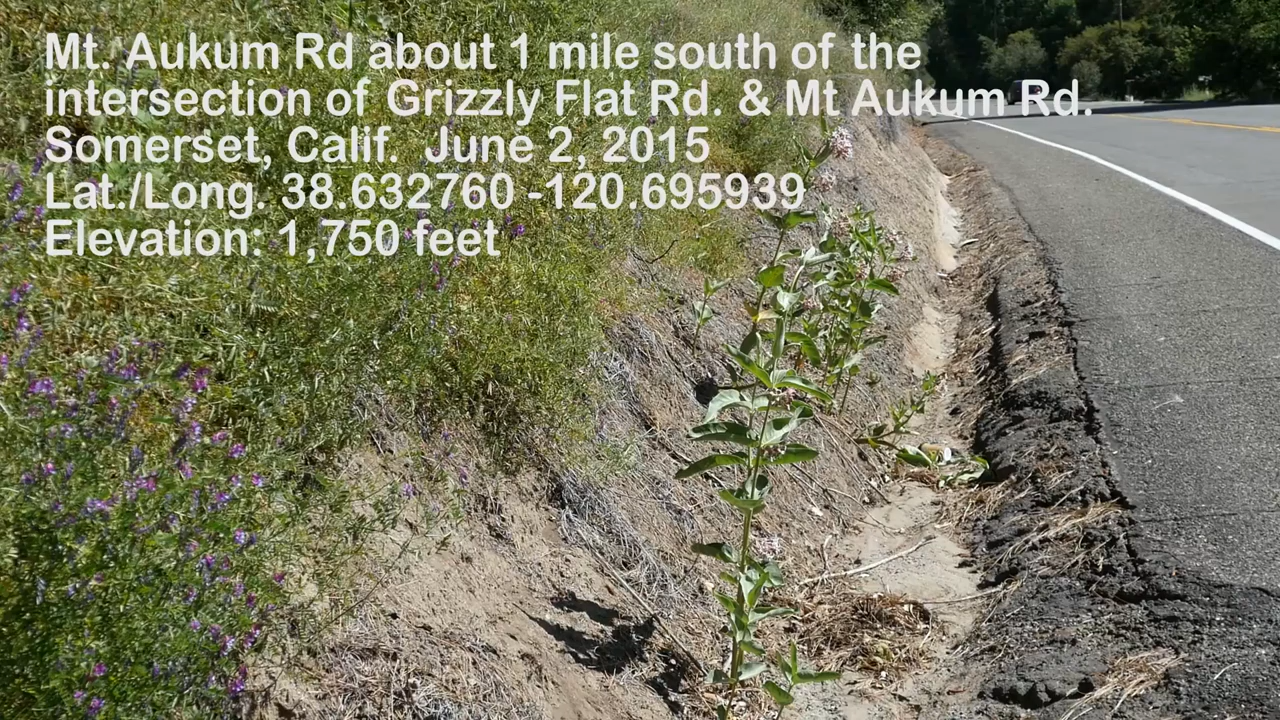 Mt. Aukum Rd about 1 mile south of the
intersection of Grizzly Flat Rd. & Mt Aukum Rd.
Somerset, Calif.  June 2, 2015
Lat./Long. 38.632760 -120.695939
Elevation: 1,750 feet